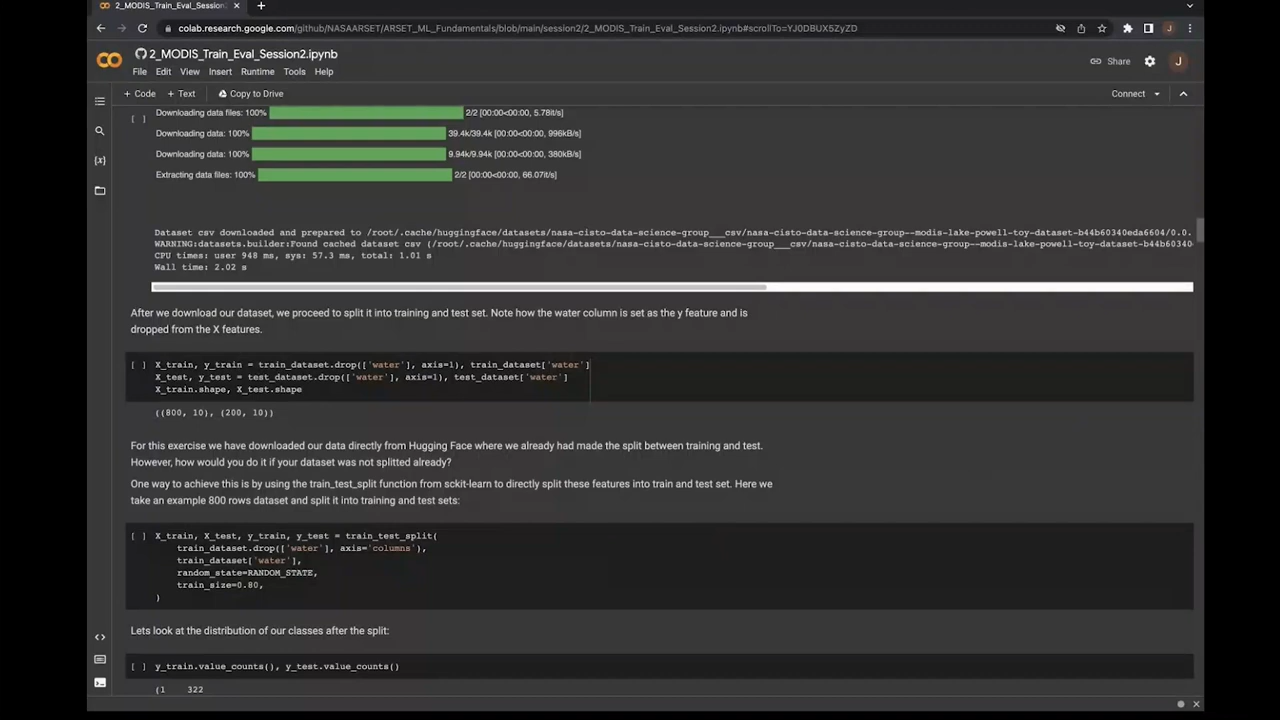 2_MODIS_Train_Eval_Session2.ipynb
colab.research.google.com/github/NASAARSET/ARSET_ML_Fundamentals/blob/main/session2/2_MODIS_Train_Eval_Session2.ipynb#scrollTo=YJ0DBUX5ZyZD
J
2_MODIS_Train_Eval_Session2.ipynb
File Edit View Insert Runtime Tools Help
Share
J
+ Code + Text Copy to Drive
Connect
Downloading data files: 100% 2/2 [00:00<00:00, 5.78it/s]
[ ]
Downloading data: 100% 39.4k/39.4k [00:00<00:00, 996kB/s]
Downloading data: 100% 9.94k/9.94k [00:00<00:00, 380kB/s]
Extracting data files: 100% 2/2 [00:00<00:00, 66.07it/s]
Dataset csv downloaded and prepared to /root/.cache/huggingface/datasets/nasa-cisto-data-science-group___csv/nasa-cisto-data-science-group--modis-lake-powell-toy-dataset-b44b60340eda6604/0.0.
WARNING:datasets.builder:Found cached dataset csv (/root/.cache/huggingface/datasets/nasa-cisto-data-science-group___csv/nasa-cisto-data-science-group--modis-lake-powell-toy-dataset-b44b60340
CPU times: user 948 ms, sys: 57.3 ms, total: 1.01 s
Wall time: 2.02 s
After we download our dataset, we proceed to split it into training and test set. Note how the water column is set as the y feature and is
dropped from the X features.
[ ] X_train, y_train = train_dataset.drop(['water'], axis=1), train_dataset['water']
X_test, y_test = test_dataset.drop(['water'], axis=1), test_dataset['water']
X_train.shape, X_test.shape
((800, 10), (200, 10))
For this exercise we have downloaded our data directly from Hugging Face where we already had made the split between training and test.
However, how would you do it if your dataset was not splitted already?
One way to achieve this is by using the train_test_split function from sckit-learn to directly split these features into train and test set. Here we
take an example 800 rows dataset and split it into training and test sets:
[ ] X_train, X_test, y_train, y_test = train_test_split(
train_dataset.drop(['water'], axis='columns'),
train_dataset['water'],
random_state=RANDOM_STATE,
train_size=0.80,
)
Lets look at the distribution of our classes after the split:
[ ] y_train.value_counts(), y_test.value_counts()
(1 322